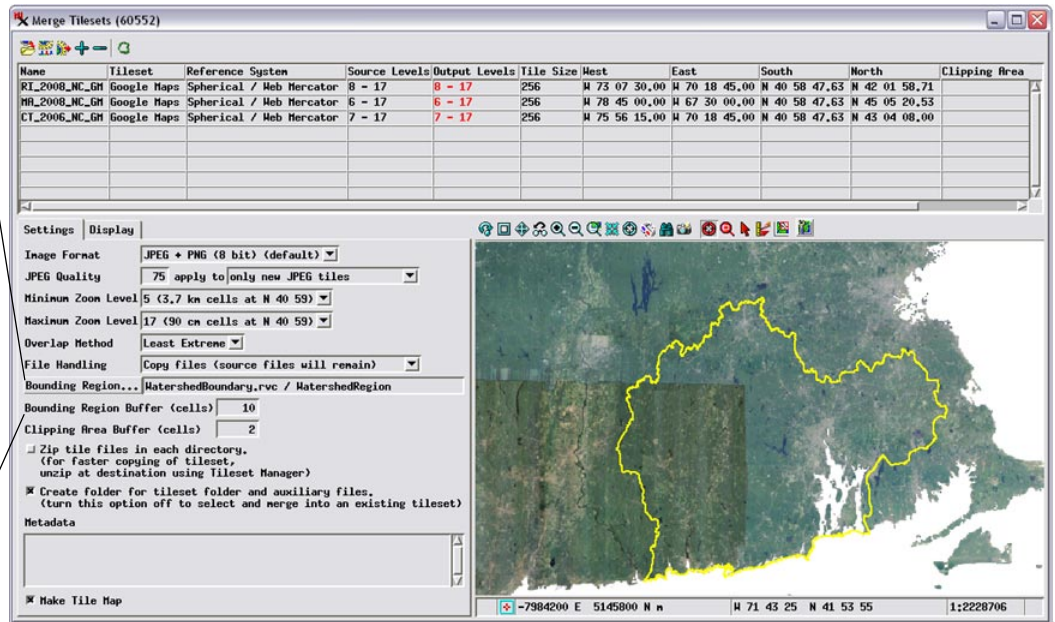 Merge Tilesets (60552)
Name Tileset Reference System Source Levels Output Levels Tile Size West East South North Clipping Area
RI_2008_NC_GM Google Maps Spherical / Web Mercator 8 - 17 8 - 17 256 W 73 07 30.00 W 70 18 45.00 N 40 58 47.63 N 42 01 58.71
MA_2008_NC_GM Google Maps Spherical / Web Mercator 6 - 17 6 - 17 256 W 78 45 00.00 W 67 30 00.00 N 40 58 47.63 N 45 05 20.53
CT_2006_NC_GM Google Maps Spherical / Web Mercator 7 - 17 7 - 17 256 W 75 56 15.00 W 70 18 45.00 N 40 58 47.63 N 43 04 08.00
Settings Display
Image Format JPEG + PNG (8 bit) (default)
JPEG Quality 75 apply to only new JPEG tiles
Minimum Zoom Level 5 (3.7 km cells at N 40 59)
Maximum Zoom Level 17 (90 cm cells at N 40 59)
Overlap Method Least Extreme
File Handling Copy files (source files will remain)
Bounding Region... WatershedBoundary.rvc / WatershedRegion
Bounding Region Buffer (cells) 10
Clipping Area Buffer (cells) 2
Zip tile files in each directory.
(for faster copying of tileset,
unzip at destination using Tileset Manager)
Create folder for tileset folder and auxiliary files.
(turn this option off to select and merge into an existing tileset)
Metadata
Make Tile Map
-7984200 E 5145800 N m W 71 43 25 N 41 53 55 1:2228706